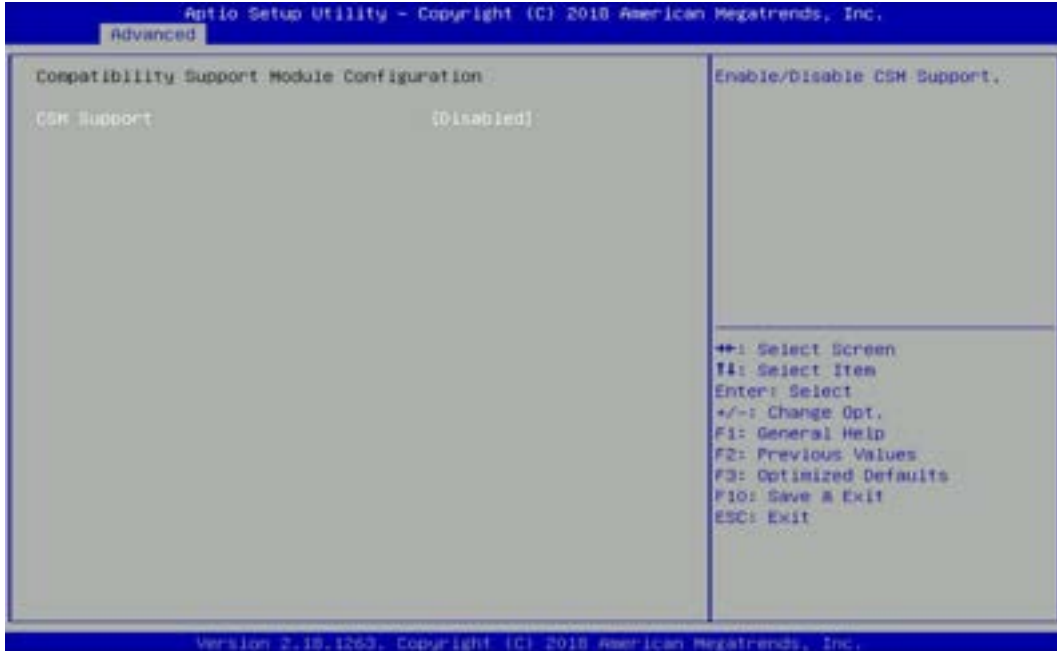 Aptio Setup Utility – Copyright (C) 2018 American Megatrends, Inc.
Advanced
Compatibility Support Module Configuration
CSM Support [Disabled]
Enable/Disable CSM Support.
→←: Select Screen
↑↓: Select Item
Enter: Select
+/-: Change Opt.
F1: General Help
F2: Previous Values
F3: Optimized Defaults
F10: Save & Exit
ESC: Exit
Version 2.18.1263. Copyright (C) 2018 American Megatrends, Inc.